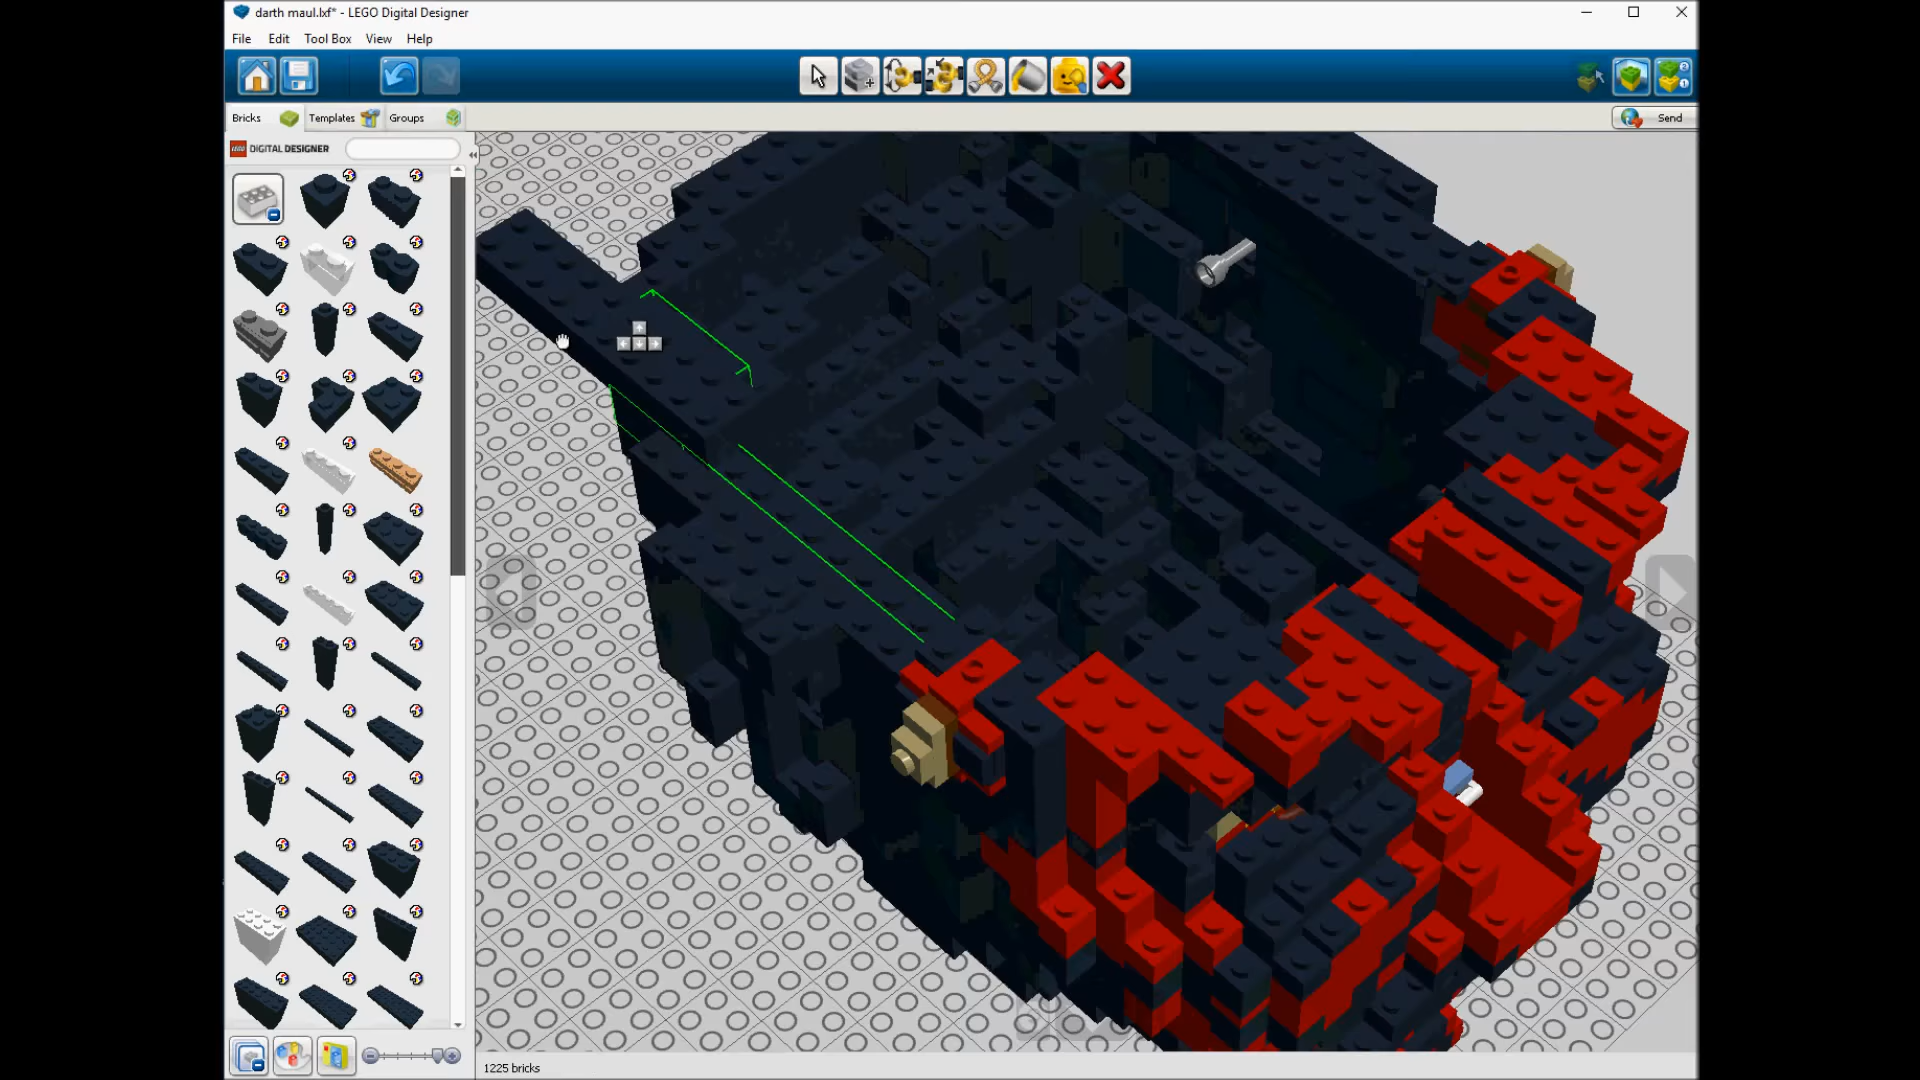 darth maul.lxf* - LEGO Digital Designer
File Edit Tool Box View Help
Bricks Templates Groups
Send
LEGO DIGITAL DESIGNER
1225 bricks